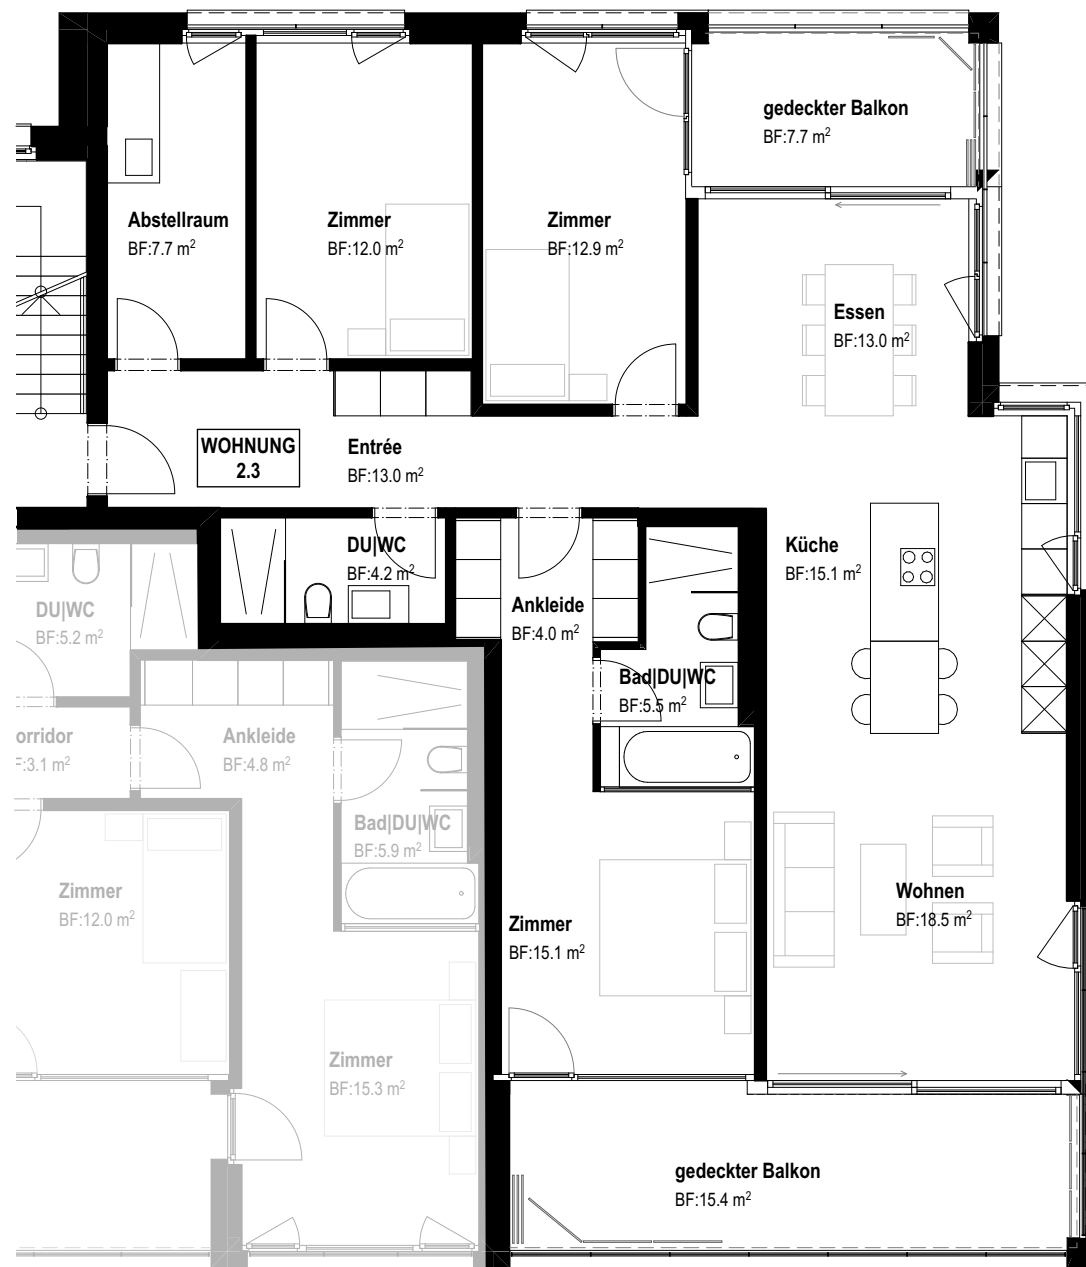 gedeckter Balkon
BF:7.7 m²
Abstellraum
BF:7.7 m²
Zimmer
BF:12.0 m²
Zimmer
BF:12.9 m²
Essen
BF:13.0 m²
WOHNUNG
2.3
Entrée
BF:13.0 m²
DU|WC
BF:4.2 m²
Küche
BF:15.1 m²
DU|WC
BF:5.2 m²
Ankleide
BF:4.0 m²
Bad|DU|WC
BF:5.5 m²
orridor
F:3.1 m²
Ankleide
BF:4.8 m²
Bad|DU|WC
BF:5.9 m²
Zimmer
BF:12.0 m²
Zimmer
BF:15.1 m²
Wohnen
BF:18.5 m²
Zimmer
BF:15.3 m²
gedeckter Balkon
BF:15.4 m²